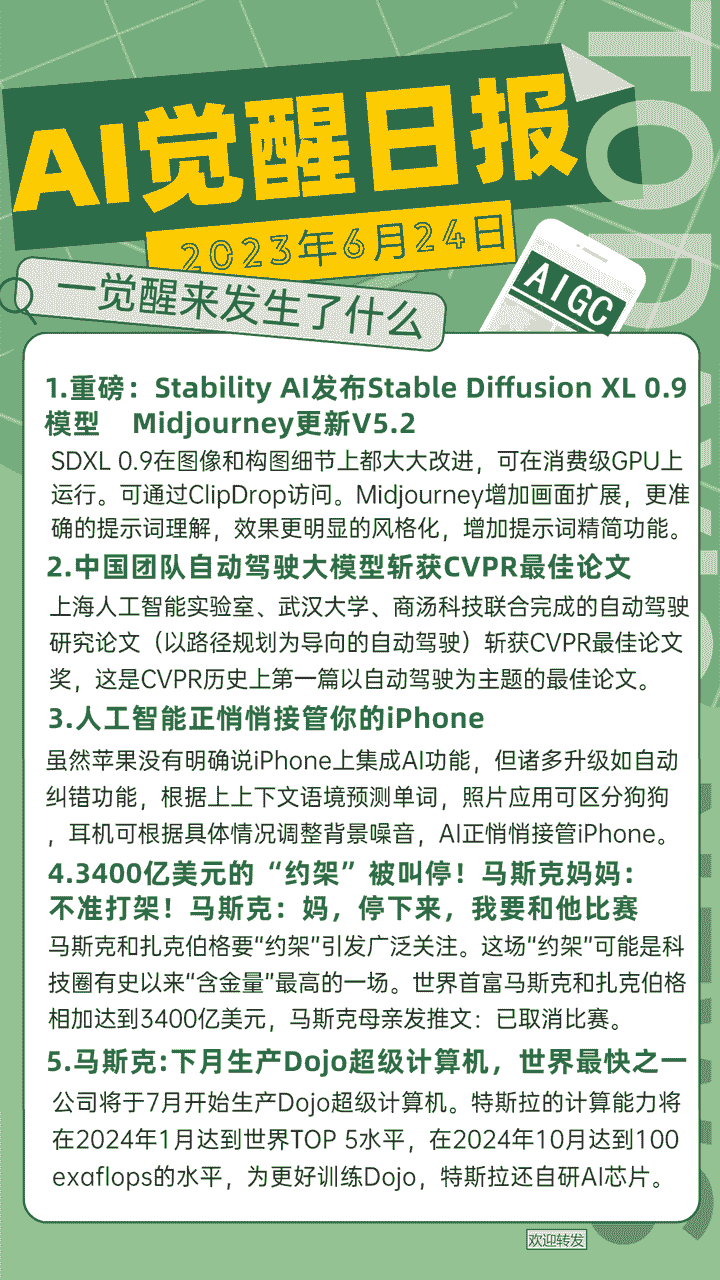 AI觉醒日报
2023年6月24日
一觉醒来发生了什么
AIGC
1.重磅：Stability AI发布Stable Diffusion XL 0.9
模型 Midjourney更新V5.2
SDXL 0.9在图像和构图细节上都大大改进，可在消费级GPU上
运行。可通过ClipDrop访问。Midjourney增加画面扩展，更准
确的提示词理解，效果更明显的风格化，增加提示词精简功能。
2.中国团队自动驾驶大模型斩获CVPR最佳论文
上海人工智能实验室、武汉大学、商汤科技联合完成的自动驾驶
研究论文（以路径规划为导向的自动驾驶）斩获CVPR最佳论文
奖，这是CVPR历史上第一篇以自动驾驶为主题的最佳论文。
3.人工智能正悄悄接管你的iPhone
虽然苹果没有明确说iPhone上集成AI功能，但诸多升级如自动
纠错功能，根据上上下文语境预测单词，照片应用可区分狗狗
，耳机可根据具体情况调整背景噪音，AI正悄悄接管iPhone。
4.3400亿美元的“约架”被叫停！马斯克妈妈：
不准打架！马斯克：妈，停下来，我要和他比赛
马斯克和扎克伯格要“约架”引发广泛关注。这场“约架”可能是科
技圈有史以来“含金量”最高的一场。世界首富马斯克和扎克伯格
相加达到3400亿美元，马斯克母亲发推文：已取消比赛。
5.马斯克:下月生产Dojo超级计算机，世界最快之一
公司将于7月开始生产Dojo超级计算机。特斯拉的计算能力将
在2024年1月达到世界TOP 5水平，在2024年10月达到100
exaflops的水平，为更好训练Dojo，特斯拉还自研AI芯片。
欢迎转发